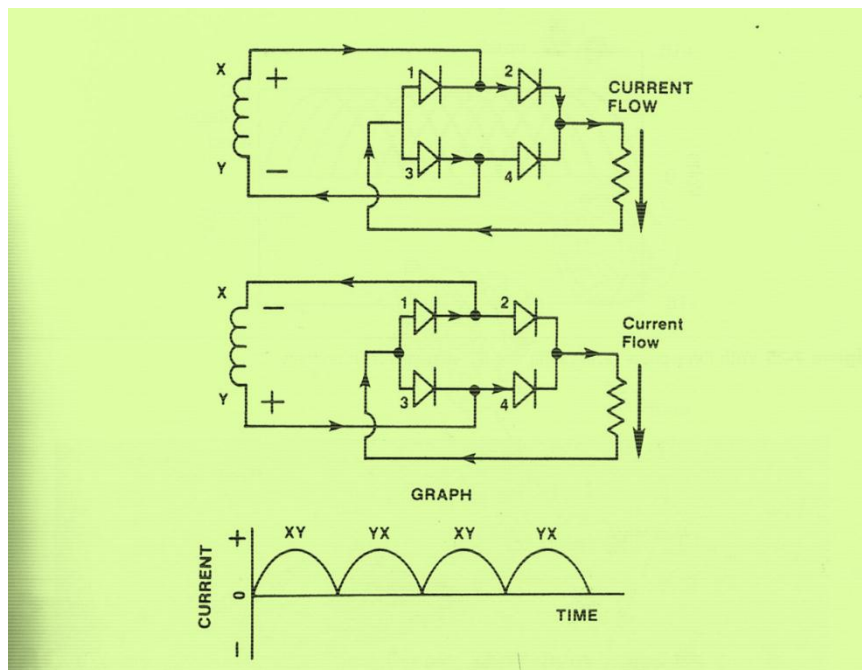 X
+
1
2
CURRENT
FLOW
Y
−
3
4
X
−
1
2
Current
Flow
Y
+
3
4
GRAPH
CURRENT
+
0
−
XY
YX
XY
YX
TIME